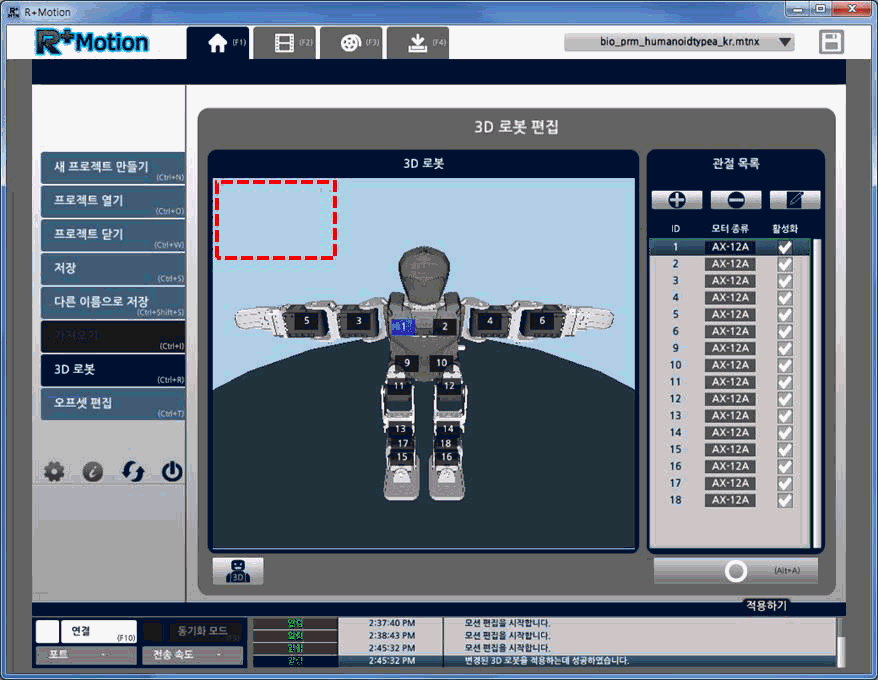 R+Motion
R+Motion
(F1)
(F2)
(F3)
(F4)
bio_prm_humanoidtypea_kr.mtnx
3D 로봇 편집
새 프로젝트 만들기
(Ctrl+N)
프로젝트 열기
(Ctrl+O)
프로젝트 닫기
(Ctrl+W)
저장
(Ctrl+S)
다른 이름으로 저장
(Ctrl+Shift+S)
가져오기
(Ctrl+I)
3D 로봇
(Ctrl+R)
오프셋 편집
(Ctrl+T)
3D 로봇
5 3 1 2 4 6
9 10
11 12
13 14
17 18
15 16
3D
관절 목록
ID 모터 종류 활성화
1 AX-12A
2 AX-12A
3 AX-12A
4 AX-12A
5 AX-12A
6 AX-12A
9 AX-12A
10 AX-12A
11 AX-12A
12 AX-12A
13 AX-12A
14 AX-12A
15 AX-12A
16 AX-12A
17 AX-12A
18 AX-12A
(Alt+A)
적용하기
연결
(F10)
동기화 모드
포트 -
전송 속도 -
2:37:40 PM 모션 편집을 시작합니다.
2:38:43 PM 모션 편집을 시작합니다.
2:45:32 PM 모션 편집을 시작합니다.
2:45:32 PM 변경된 3D 로봇을 적용하는데 성공하였습니다.